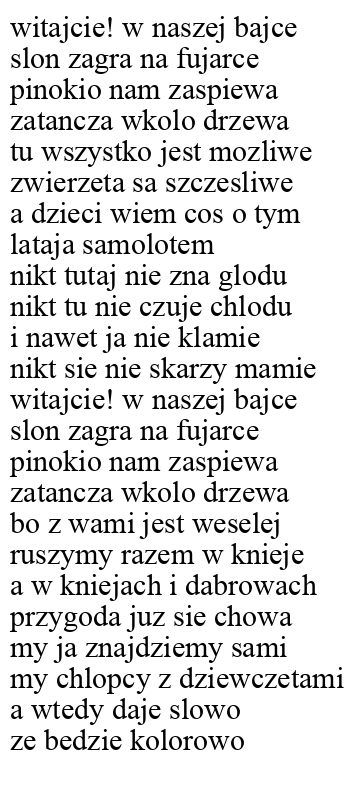 witajcie! w naszej bajce
slon zagra na fujarce
pinokio nam zaspiewa
zatancza wkolo drzewa
tu wszystko jest mozliwe
zwierzeta sa szczesliwe
a dzieci wiem cos o tym
lataja samolotem
nikt tutaj nie zna glodu
nikt tu nie czuje chlodu
i nawet ja nie klamie
nikt sie nie skarzy mamie
witajcie! w naszej bajce
slon zagra na fujarce
pinokio nam zaspiewa
zatancza wkolo drzewa
bo z wami jest weselej
ruszymy razem w knieje
a w kniejach i dabrowach
przygoda juz sie chowa
my ja znajdziemy sami
my chlopcy z dziewczetami
a wtedy daje slowo
ze bedzie kolorowo